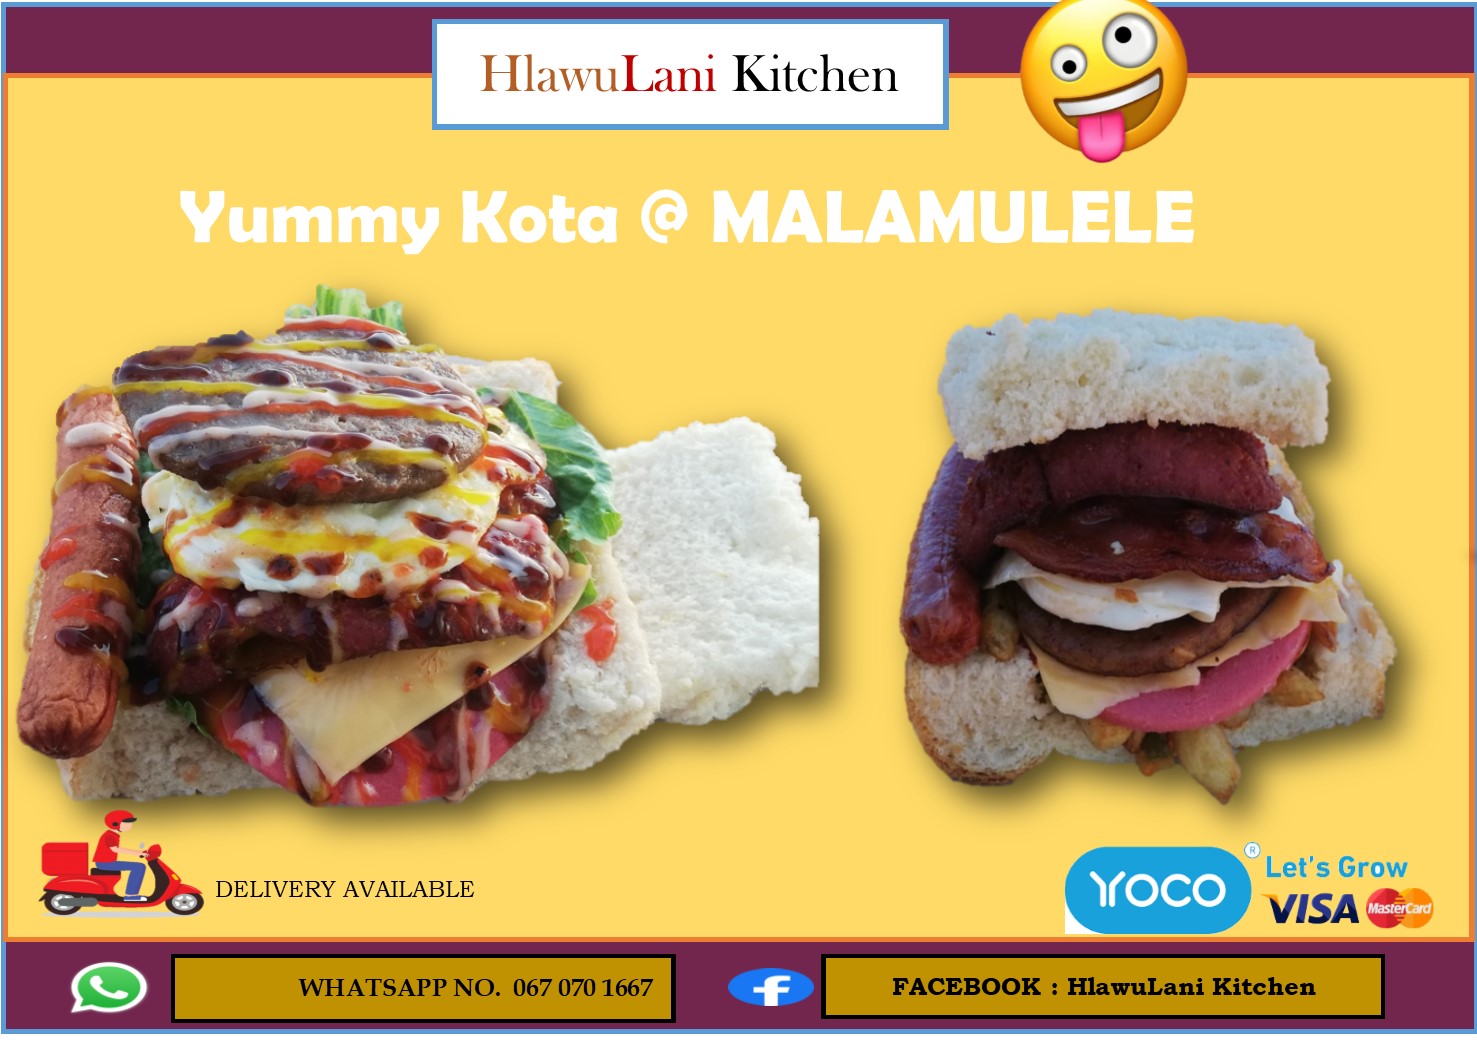 HlawuLani Kitchen
Yummy Kota @ MALAMULELE
DELIVERY AVAILABLE
YOCO ® Let's Grow
VISA MasterCard
WHATSAPP NO. 067 070 1667
FACEBOOK : HlawuLani Kitchen